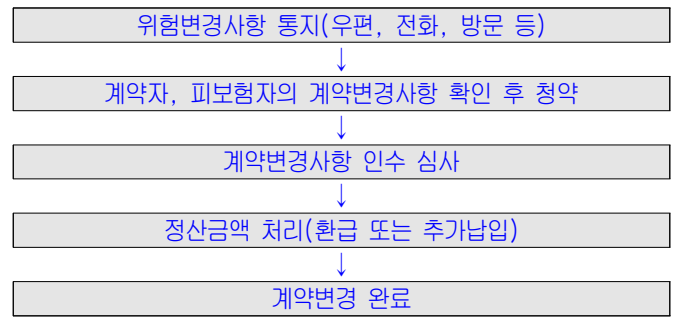 위험변경사항 통지(우편, 전화, 방문 등)
↓
계약자, 피보험자의 계약변경사항 확인 후 청약
↓
계약변경사항 인수 심사
↓
정산금액 처리(환급 또는 추가납입)
↓
계약변경 완료